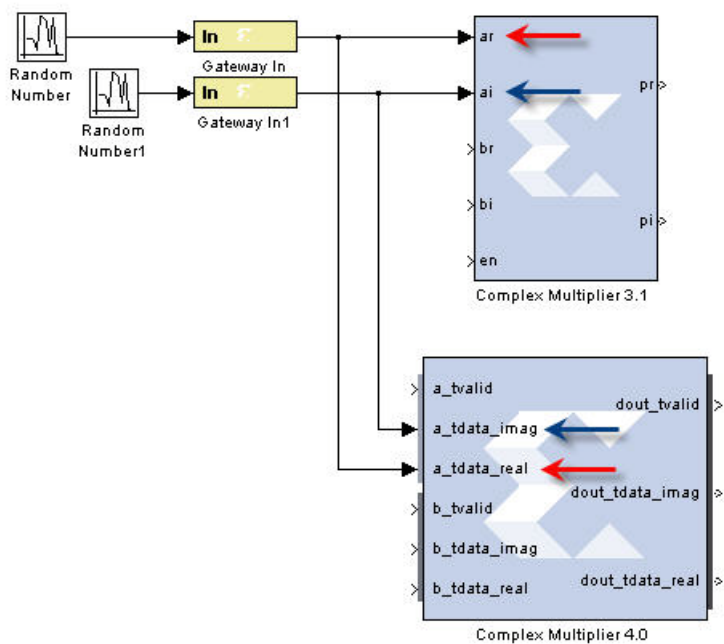 In
ar
Random
Number
Gateway In
pr
In
ai
Random
Number1
Gateway In1
br
bi
pi
en
Complex Multiplier 3.1
a_tvalid
dout_tvalid
a_tdata_imag
a_tdata_real
dout_tdata_imag
b_tvalid
b_tdata_imag
b_tdata_real
dout_tdata_real
Complex Multiplier 4.0